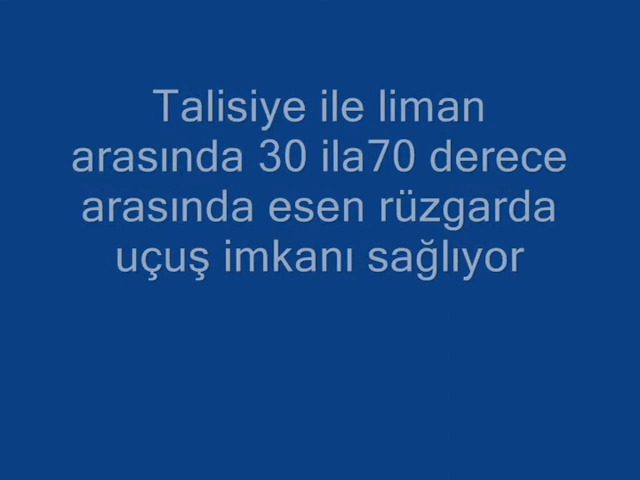 Talisiye ile liman
arasında 30 ila70 derece
arasında esen rüzgarda
uçuş imkanı sağlıyor